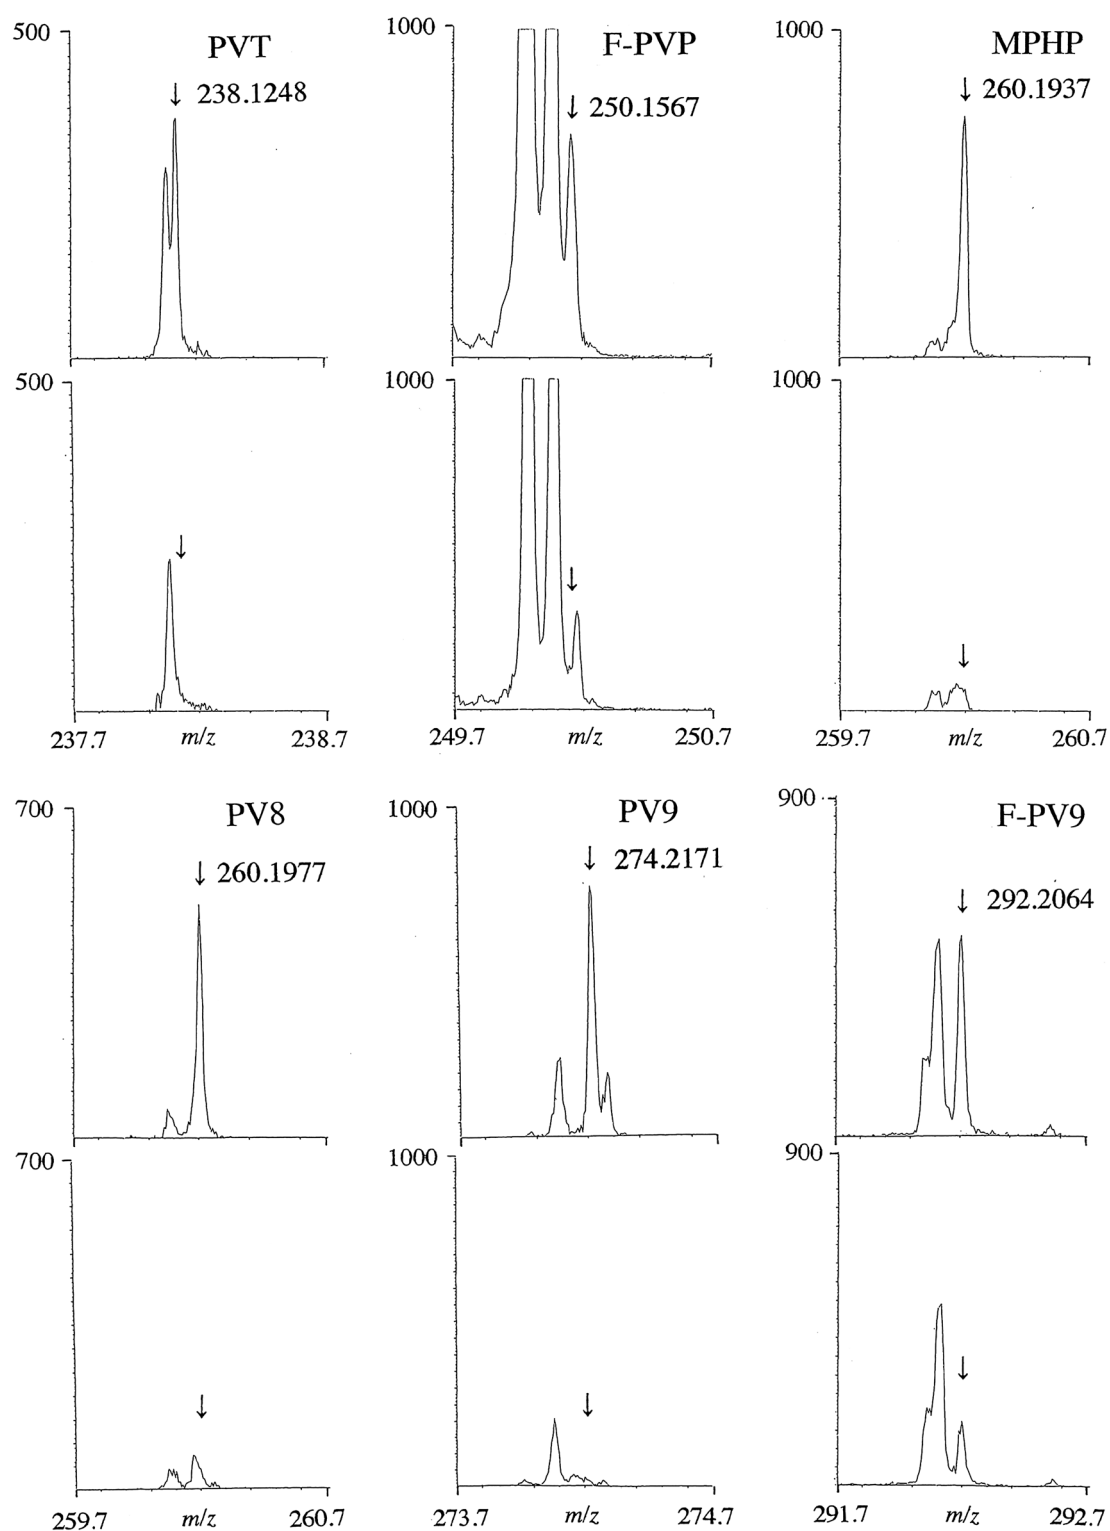 500 PVT
↓ 238.1248
1000 F-PVP
↓ 250.1567
1000 MPHP
↓ 260.1937
500
↓
237.7 m/z 238.7
1000
↓
249.7 m/z 250.7
1000
↓
259.7 m/z 260.7
700 PV8
↓ 260.1977
1000 PV9
↓ 274.2171
900 F-PV9
↓ 292.2064
700
↓
259.7 m/z 260.7
1000
↓
273.7 m/z 274.7
900
↓
291.7 m/z 292.7